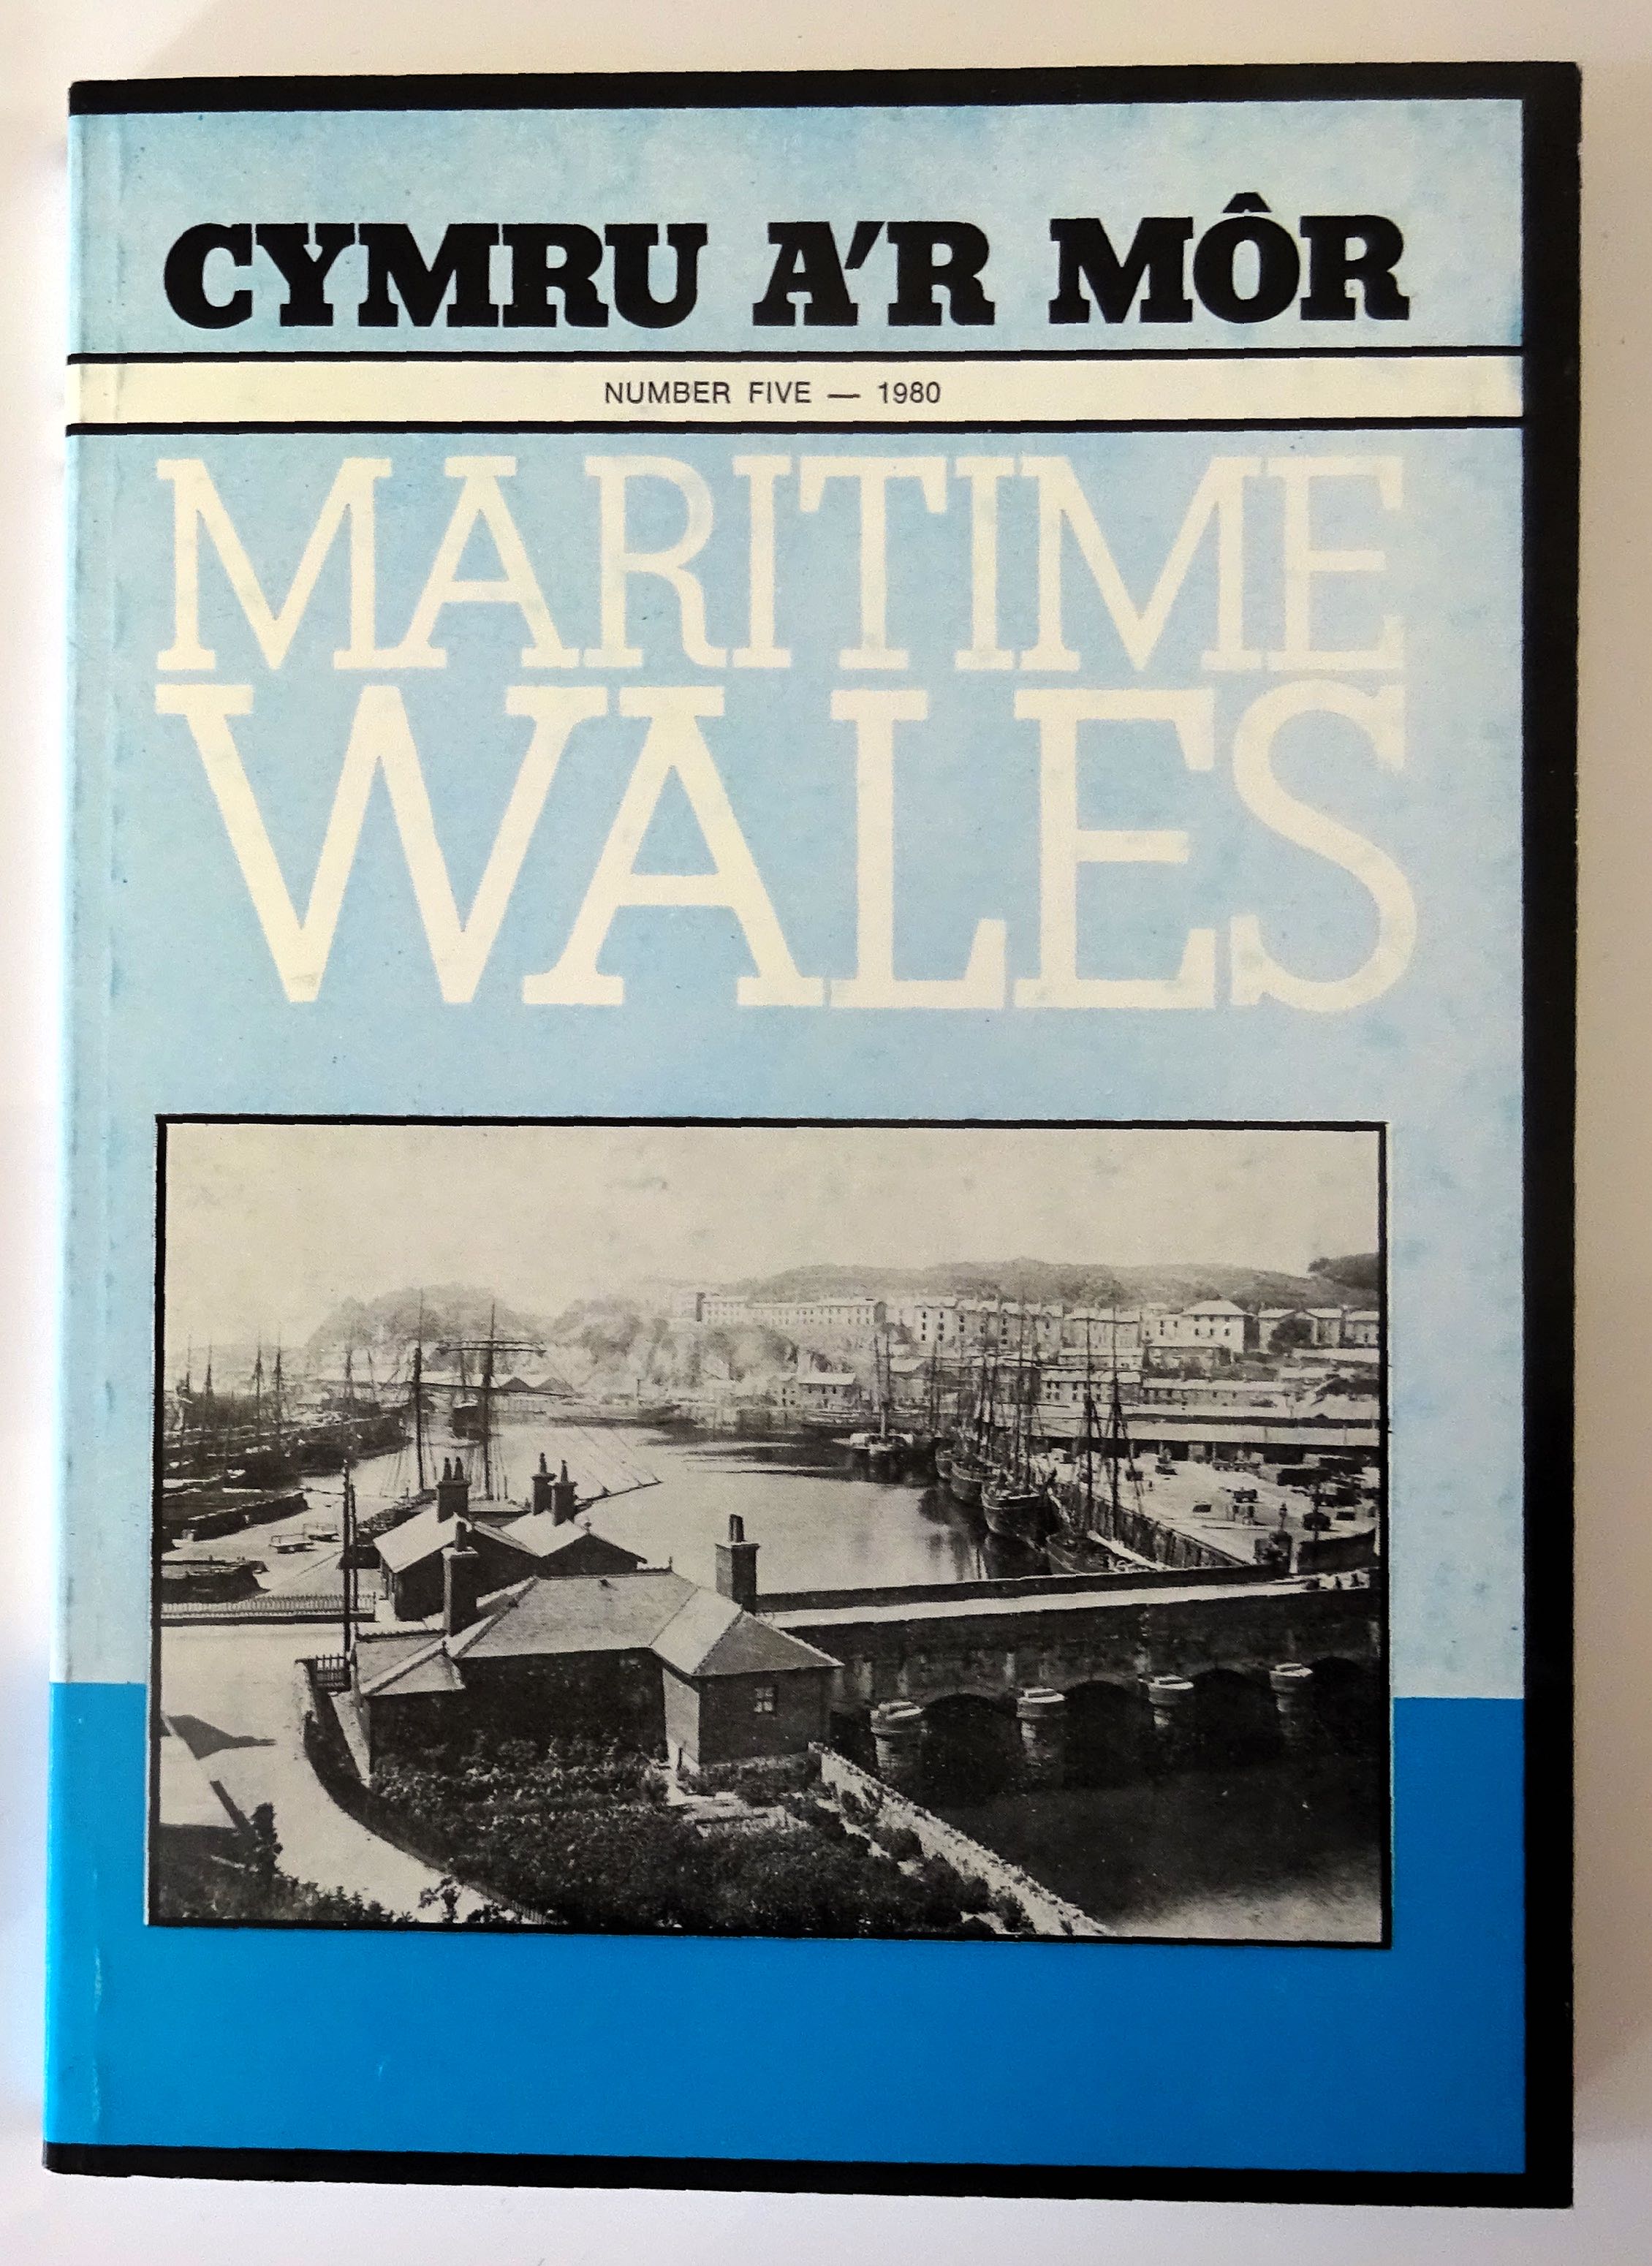 CYMRU A'R MÔR
NUMBER FIVE — 1980
MARITIME
WALES